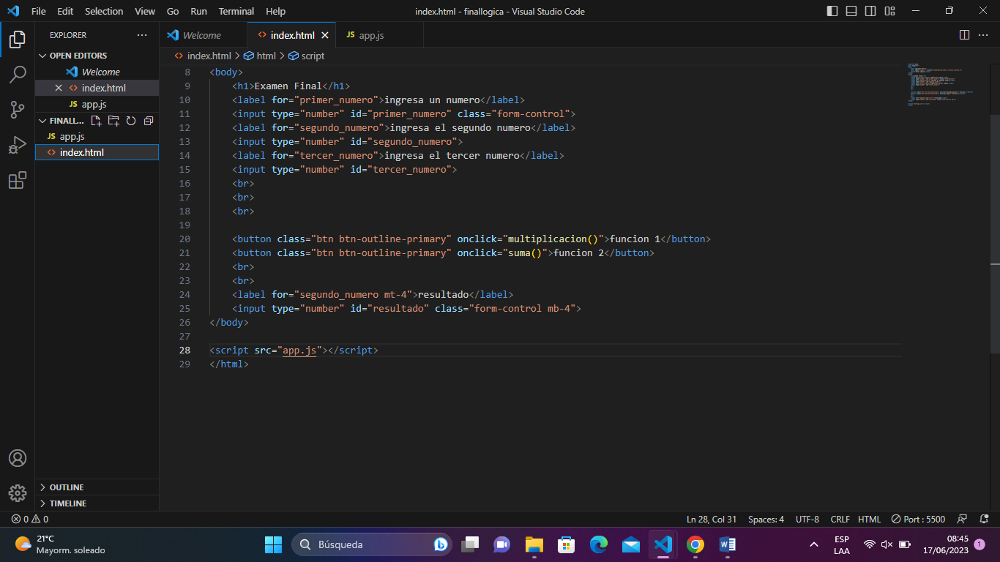 File Edit Selection View Go Run Terminal Help
index.html - finallogica - Visual Studio Code
EXPLORER
OPEN EDITORS
Welcome
index.html
app.js
FINALL...
app.js
index.html
OUTLINE
TIMELINE
Welcome index.html app.js
index.html > html > script
8 <body>
9 <h1>Examen Final</h1>
10 <label for="primer_numero">ingresa un numero</label>
11 <input type="number" id="primer_numero" class="form-control">
12 <label for="segundo_numero">ingresa el segundo numero</label>
13 <input type="number" id="segundo_numero">
14 <label for="tercer_numero">ingresa el tercer numero</label>
15 <input type="number" id="tercer_numero">
16 <br>
17 <br>
18 <br>
19
20 <button class="btn btn-outline-primary" onclick="multiplicacion()">funcion 1</button>
21 <button class="btn btn-outline-primary" onclick="suma()">funcion 2</button>
22 <br>
23 <br>
24 <label for="segundo_numero mt-4">resultado</label>
25 <input type="number" id="resultado" class="form-control mb-4">
26 </body>
27
28 <script src="app.js"></script>
29 </html>
0 0
Ln 28, Col 31 Spaces: 4 UTF-8 CRLF HTML Port : 5500
21°C
Mayorm. soleado
Búsqueda
ESP
LAA
08:45
17/06/2023
1